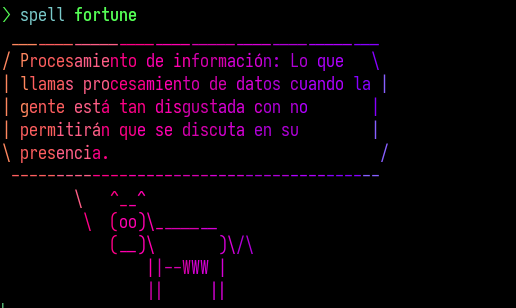 > spell fortune
 _________________________________________
/ Procesamiento de información: Lo que   \
| llamas procesamiento de datos cuando la |
| gente está tan disgustada con no       |
| permitirán que se discuta en su        |
\ presencia.                              /
 -----------------------------------------
        \   ^__^
         \  (oo)\_______
            (__)\       )\/\
                ||--WWW |
                ||     ||